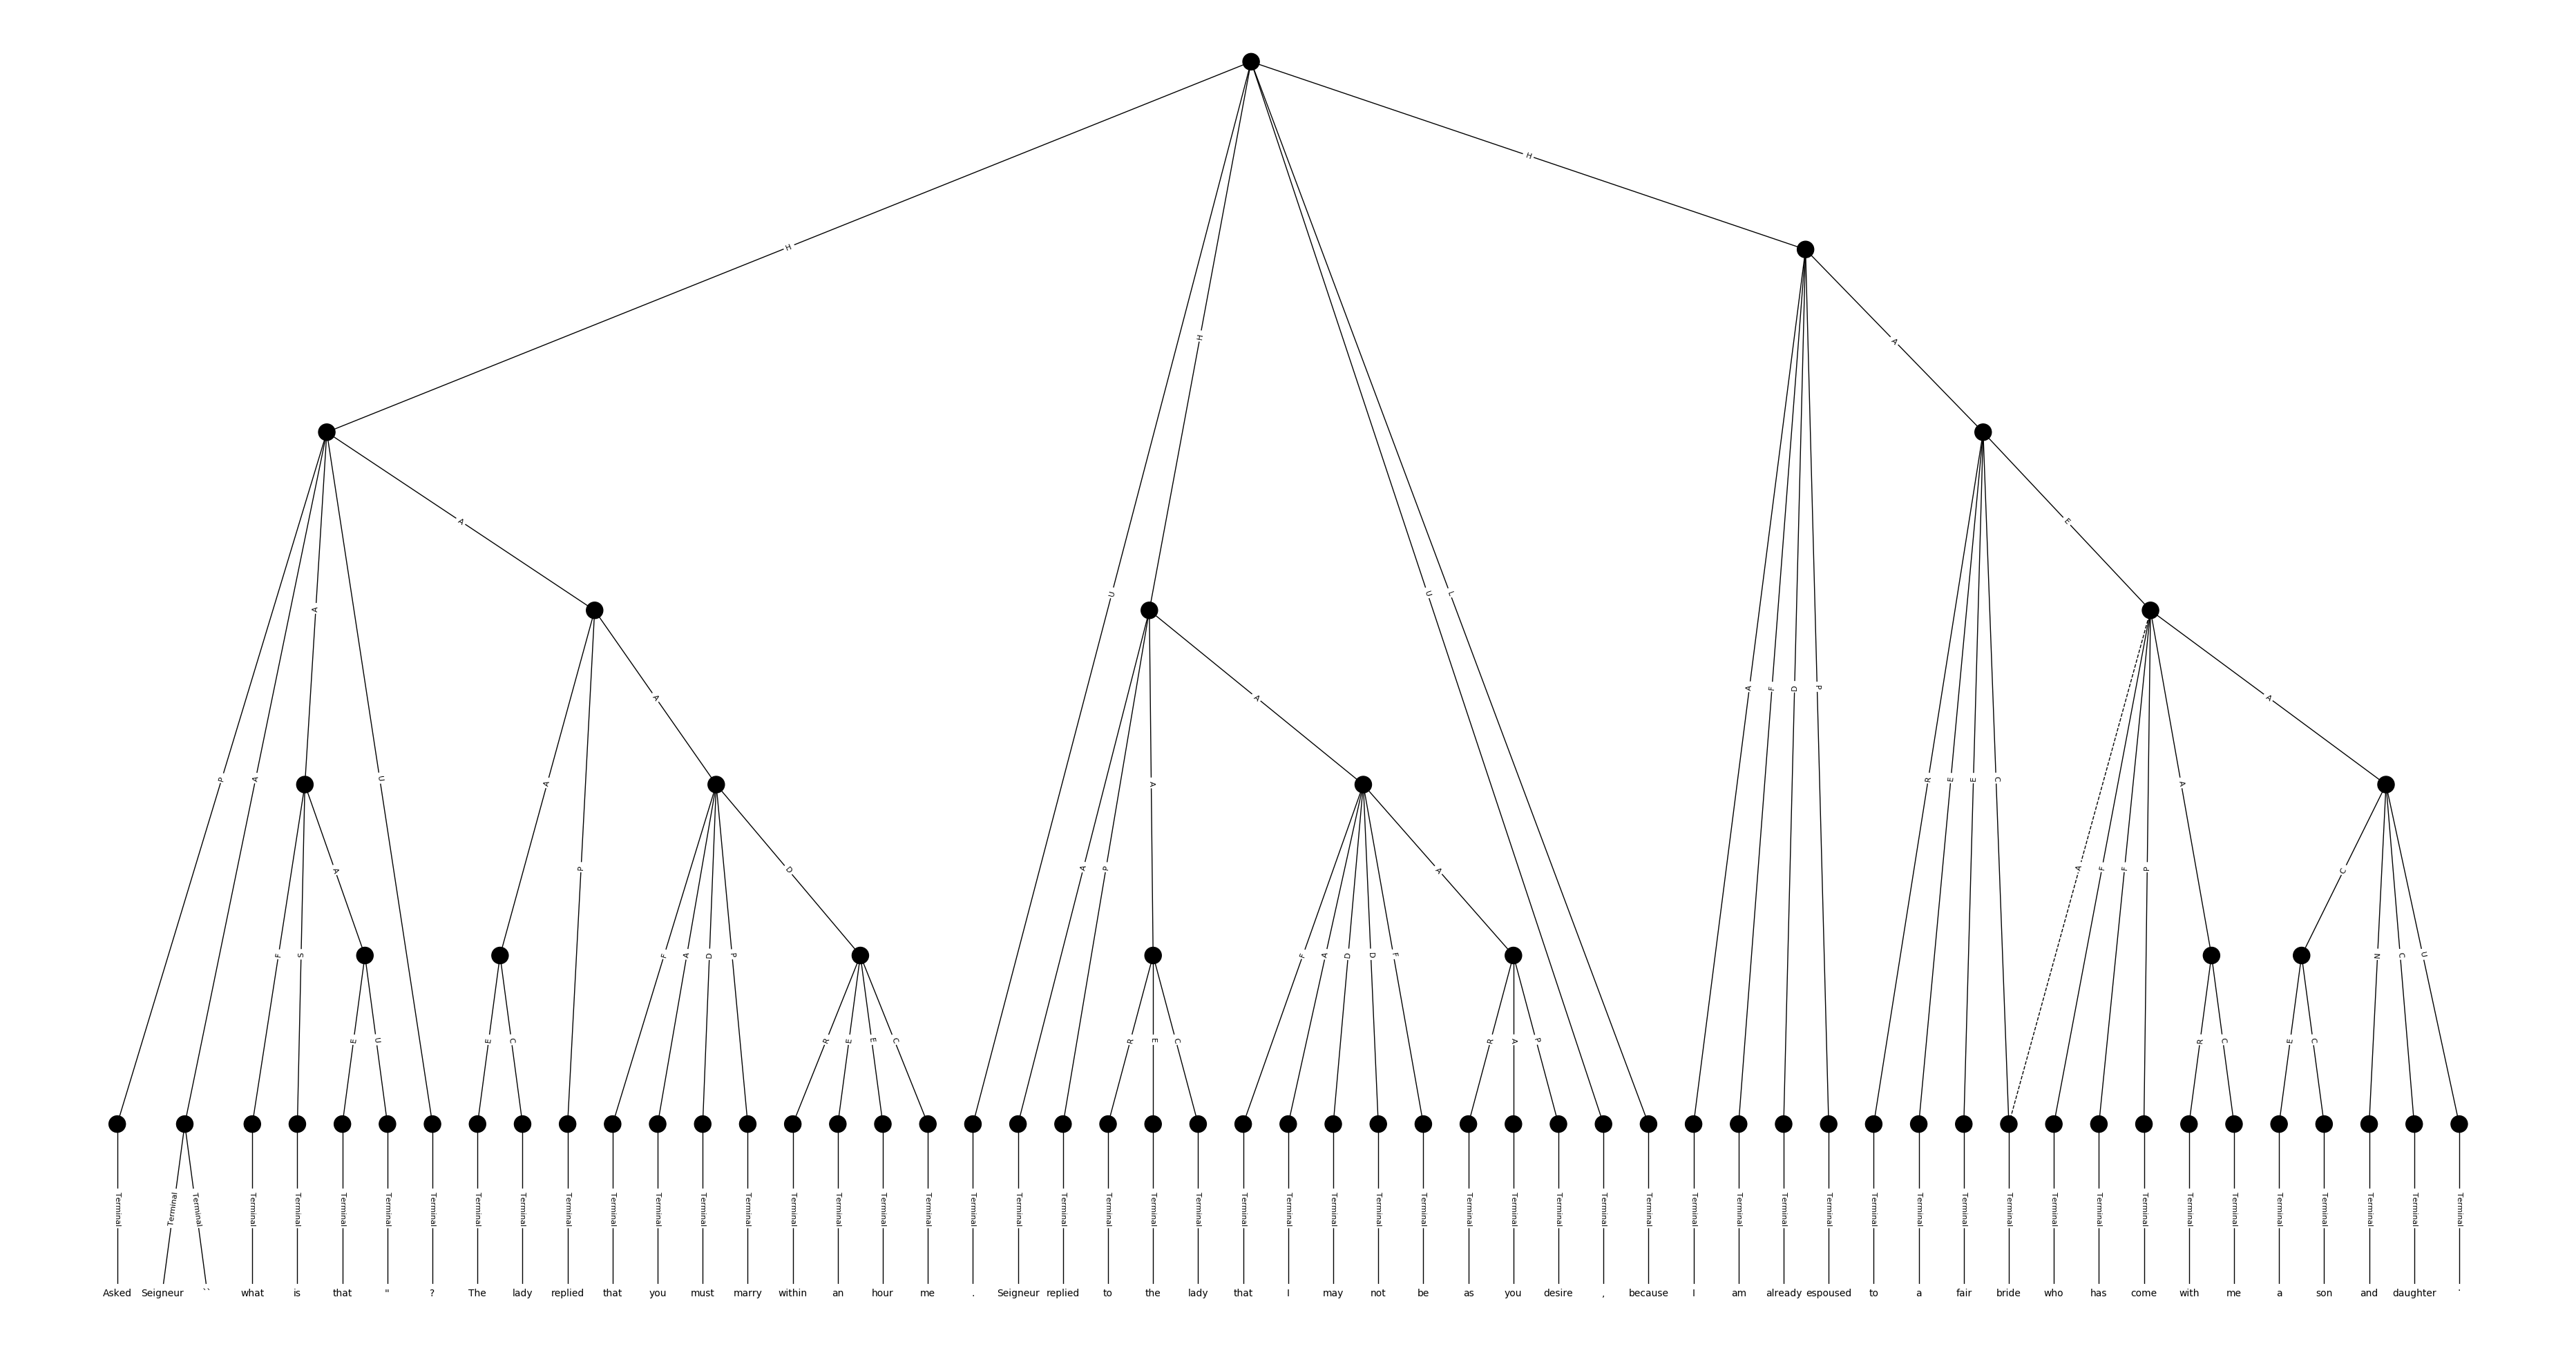 H
H
H
A
A
E
A
U
U
L
A
A
A
F
D
P
A
P
A
U
R
E
E
C
A
A
A
P
A
P
A
A
F
F
P
C
F
S
D
F
A
D
P
F
A
D
D
F
N
C
U
E
U
E
C
R
E
E
C
R
E
C
R
A
P
R
C
E
C
Terminal Terminal Terminal Terminal Terminal Terminal Terminal Terminal Terminal Terminal Terminal Terminal Terminal Terminal Terminal Terminal Terminal Terminal Terminal Terminal Terminal Terminal Terminal Terminal Terminal Terminal Terminal Terminal Terminal Terminal Terminal Terminal Terminal Terminal Terminal Terminal Terminal Terminal Terminal Terminal Terminal Terminal Terminal Terminal Terminal Terminal Terminal Terminal Terminal Terminal Terminal Terminal Terminal
Asked Seigneur `` what is that " ? The lady replied that you must marry within an hour me . Seigneur replied to the lady that I may not be as you desire , because I am already espoused to a fair bride who has come with me a son and daughter '